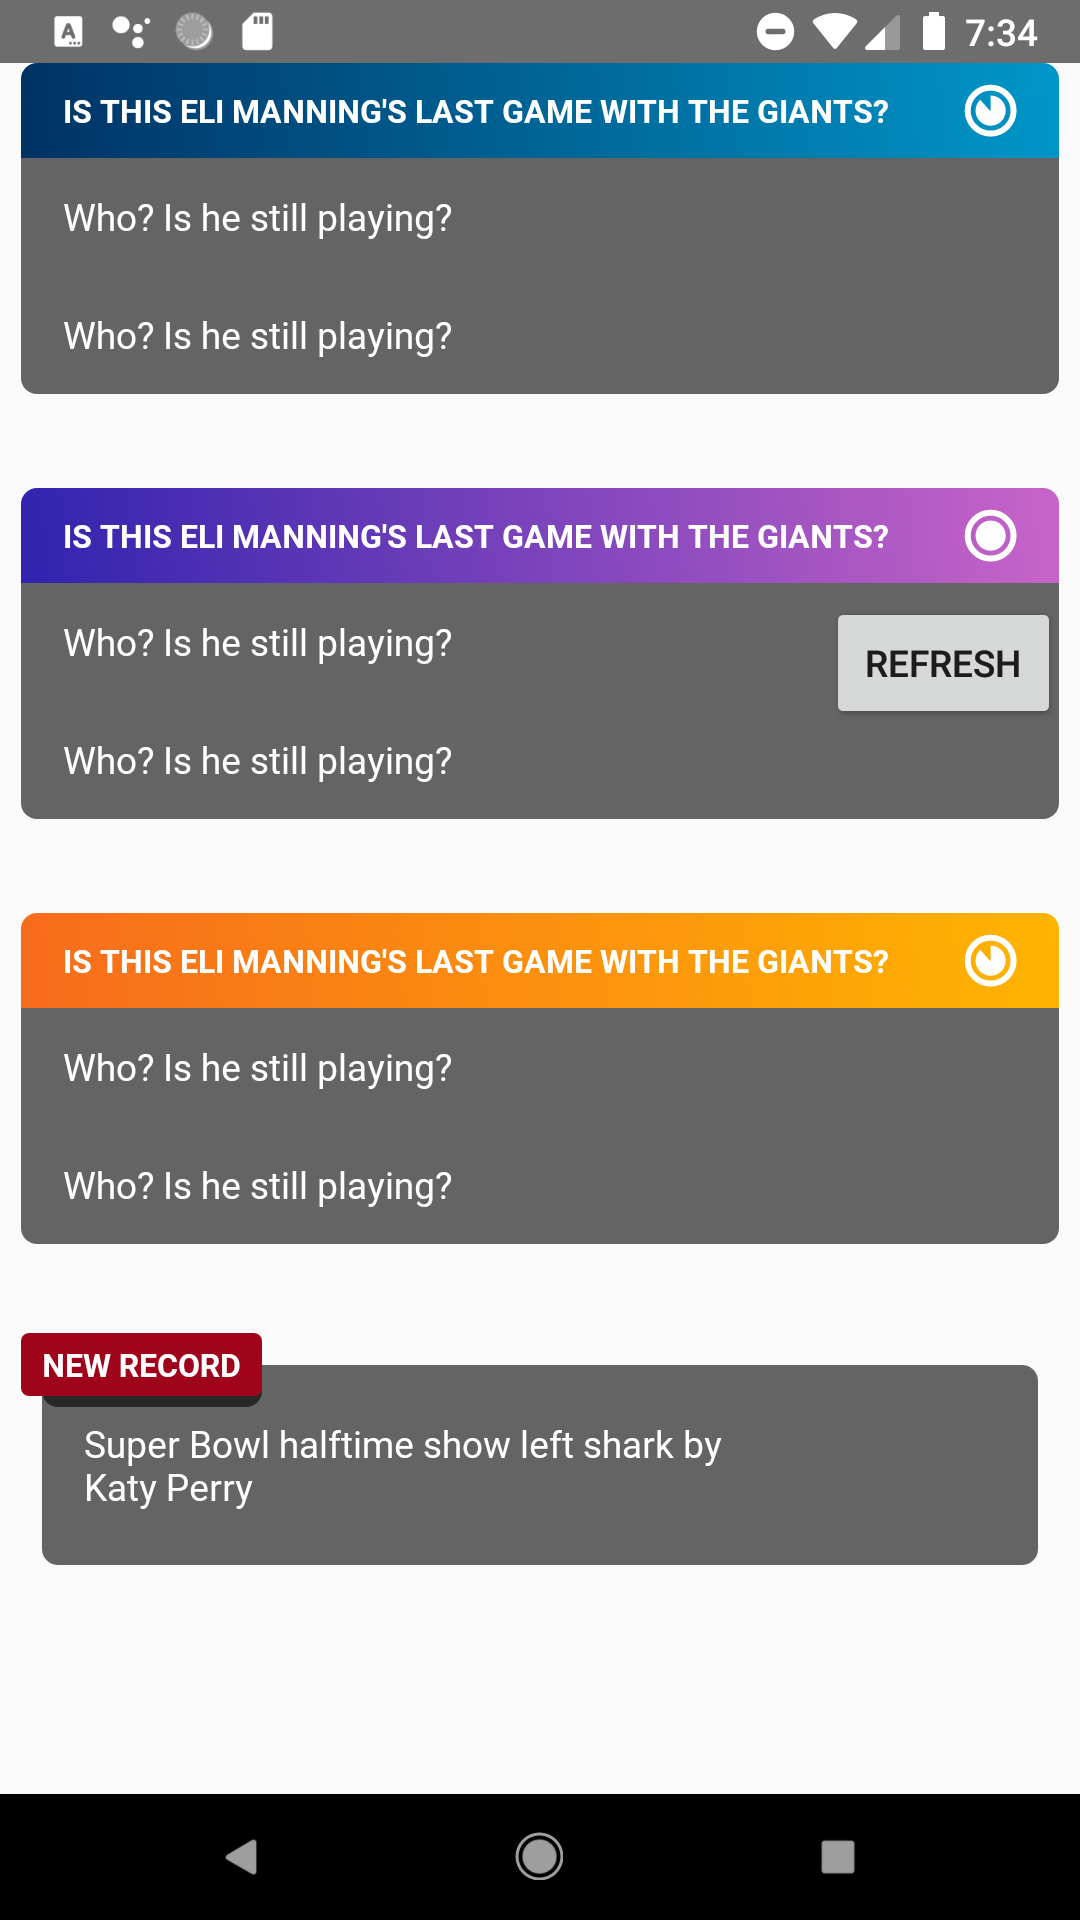 7:34
IS THIS ELI MANNING'S LAST GAME WITH THE GIANTS?
Who? Is he still playing?
Who? Is he still playing?
IS THIS ELI MANNING'S LAST GAME WITH THE GIANTS?
Who? Is he still playing?
REFRESH
Who? Is he still playing?
IS THIS ELI MANNING'S LAST GAME WITH THE GIANTS?
Who? Is he still playing?
Who? Is he still playing?
NEW RECORD
Super Bowl halftime show left shark by
Katy Perry